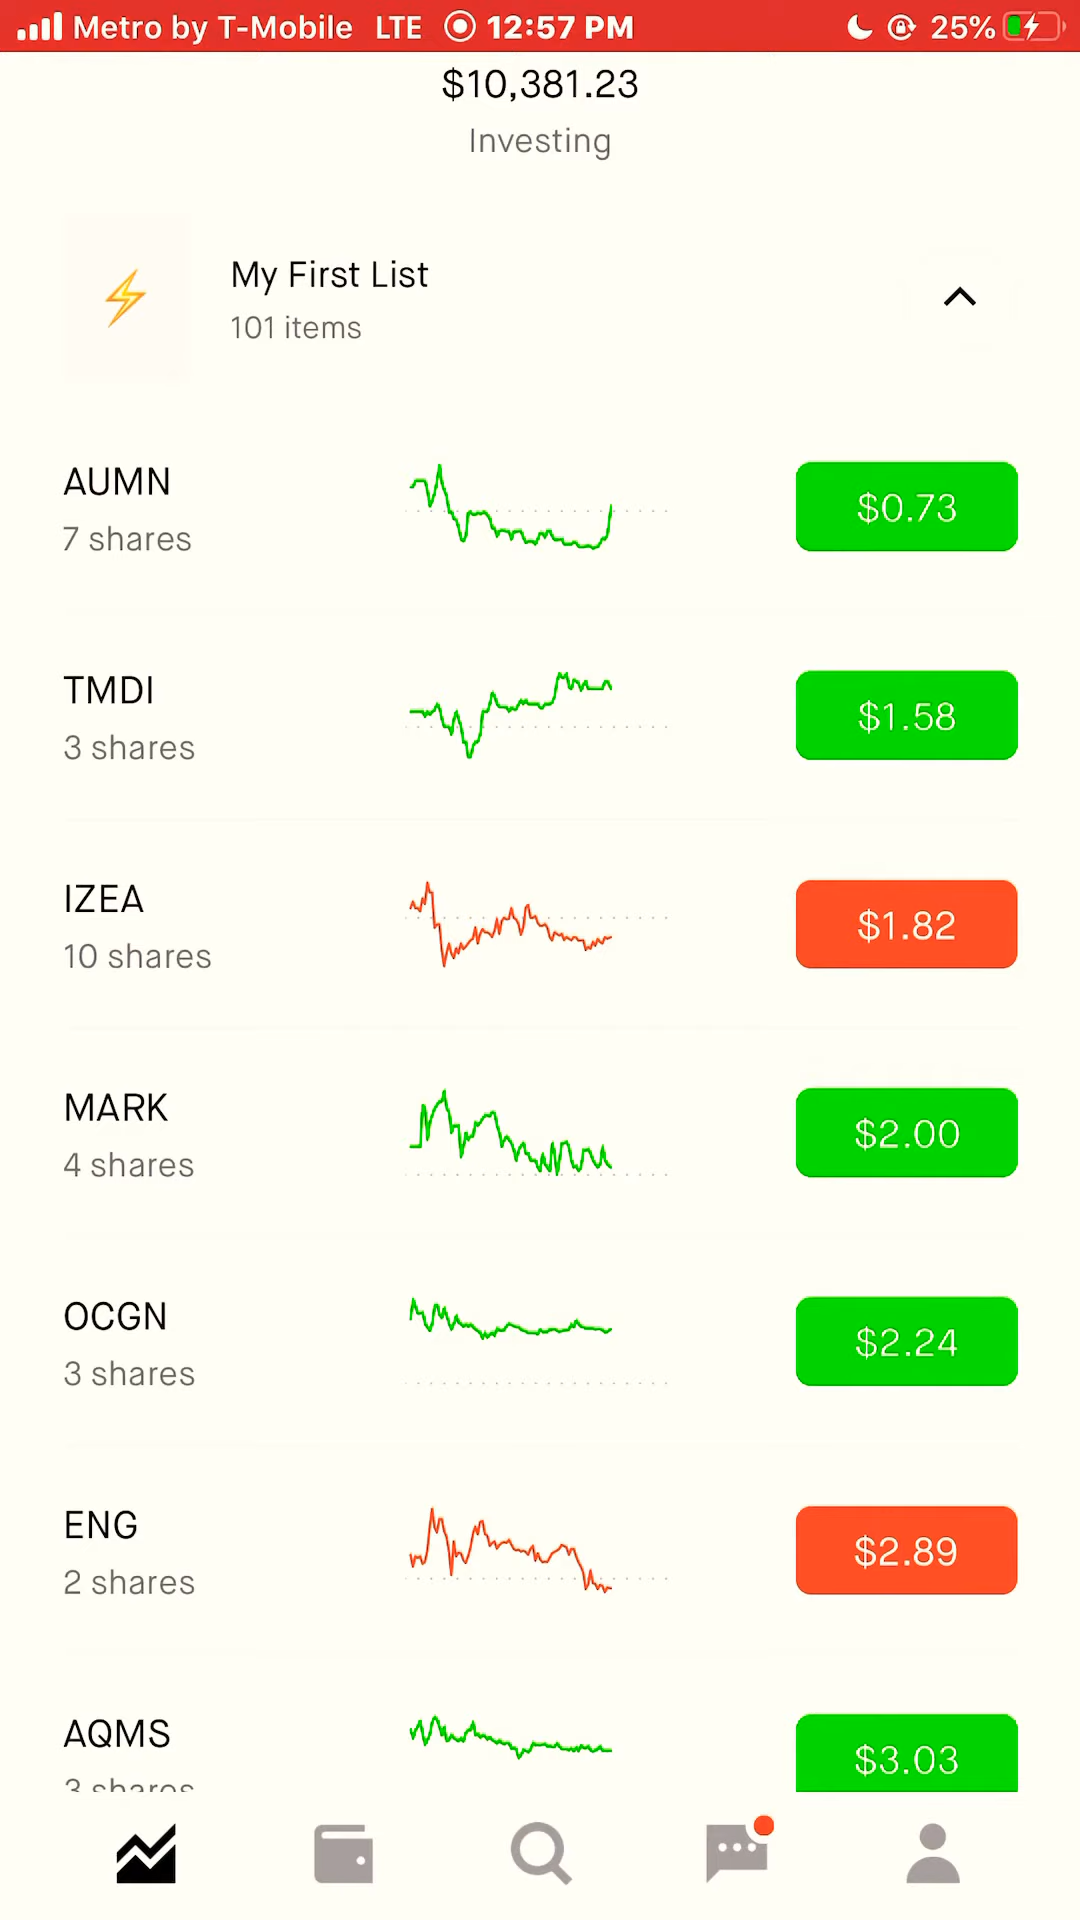 Metro by T-Mobile LTE 12:57 PM 25%
$10,381.23
Investing
My First List
101 items
AUMN
7 shares
$0.73
TMDI
3 shares
$1.58
IZEA
10 shares
$1.82
MARK
4 shares
$2.00
OCGN
3 shares
$2.24
ENG
2 shares
$2.89
AQMS
3 shares
$3.03